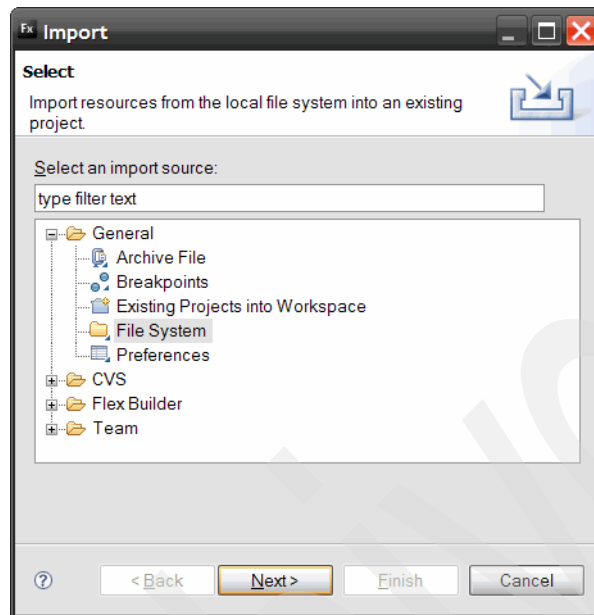 Fx Import
Select
Import resources from the local file system into an existing
project.
Select an import source:
type filter text
General
Archive File
Breakpoints
Existing Projects into Workspace
File System
Preferences
CVS
Flex Builder
Team
? < Back Next > Finish Cancel